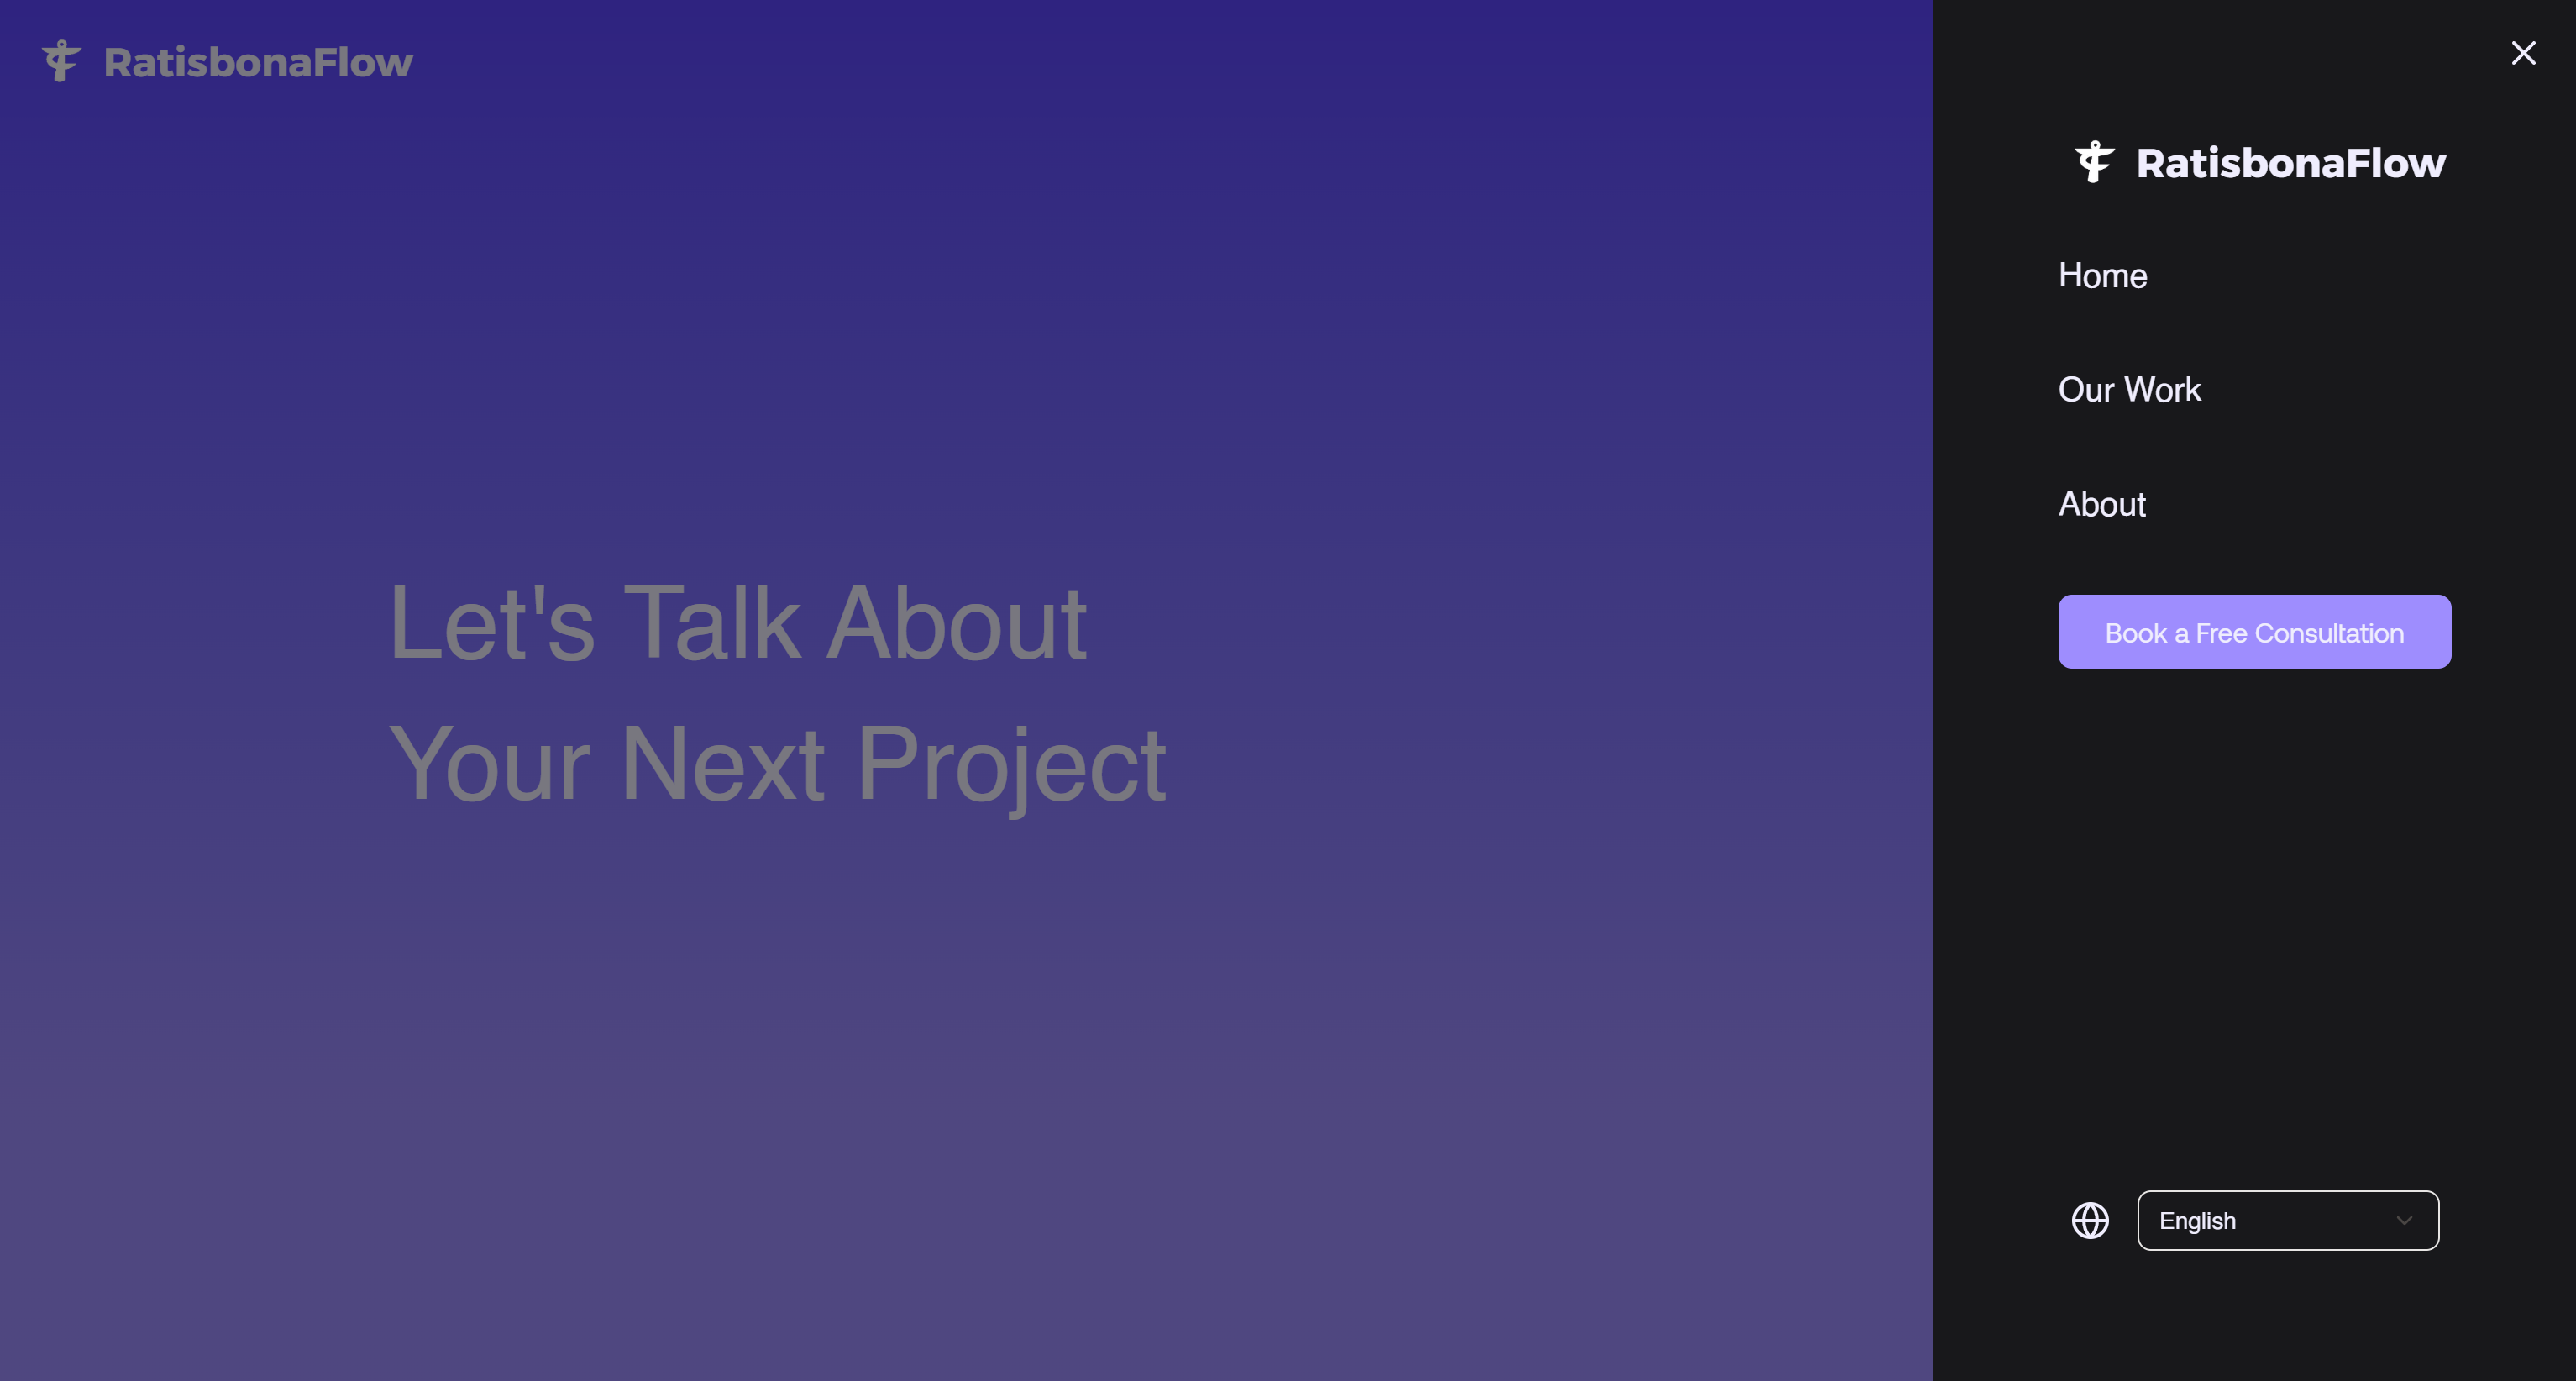 RatisbonaFlow
Let's Talk About
Your Next Project
RatisbonaFlow
Home
Our Work
About
Book a Free Consultation
English